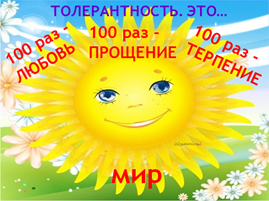 ТОЛЕРАНТНОСТЬ. ЭТО…
100 раз –
ЛЮБОВЬ
100 раз –
ПРОЩЕНИЕ
100 раз –
ТЕРПЕНИЕ
мир